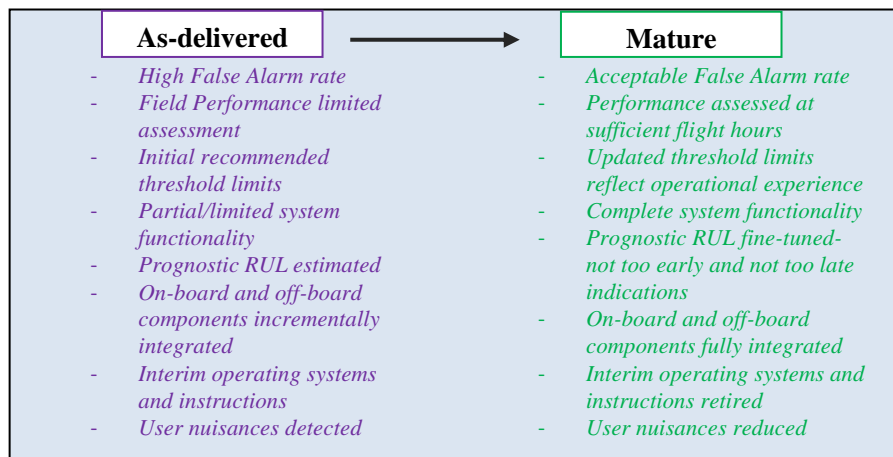 As-delivered
- High False Alarm rate
- Field Performance limited
assessment
- Initial recommended
threshold limits
- Partial/limited system
functionality
- Prognostic RUL estimated
- On-board and off-board
components incrementally
integrated
- Interim operating systems
and instructions
- User nuisances detected
Mature
- Acceptable False Alarm rate
- Performance assessed at
sufficient flight hours
- Updated threshold limits
reflect operational experience
- Complete system functionality
- Prognostic RUL fine-tuned-
not too early and not too late
indications
- On-board and off-board
components fully integrated
- Interim operating systems and
instructions retired
- User nuisances reduced